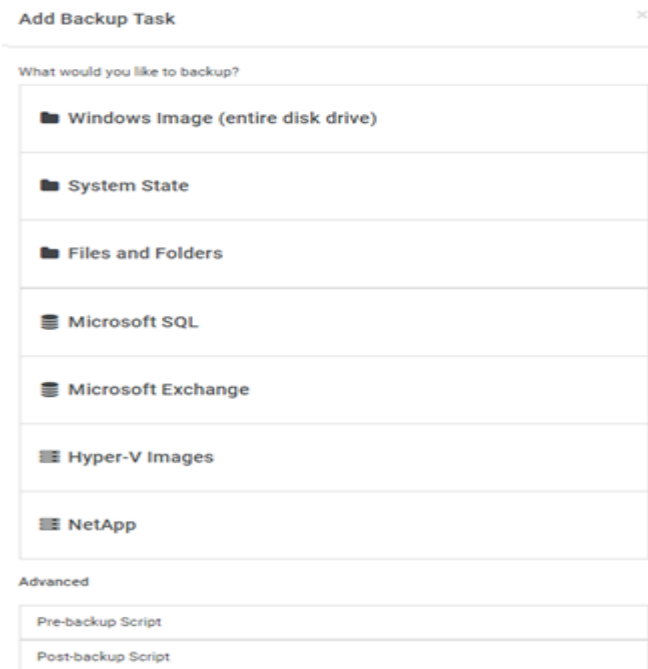 Add Backup Task
×
What would you like to backup?
Windows Image (entire disk drive)
System State
Files and Folders
Microsoft SQL
Microsoft Exchange
Hyper-V Images
NetApp
Advanced
Pre-backup Script
Post-backup Script